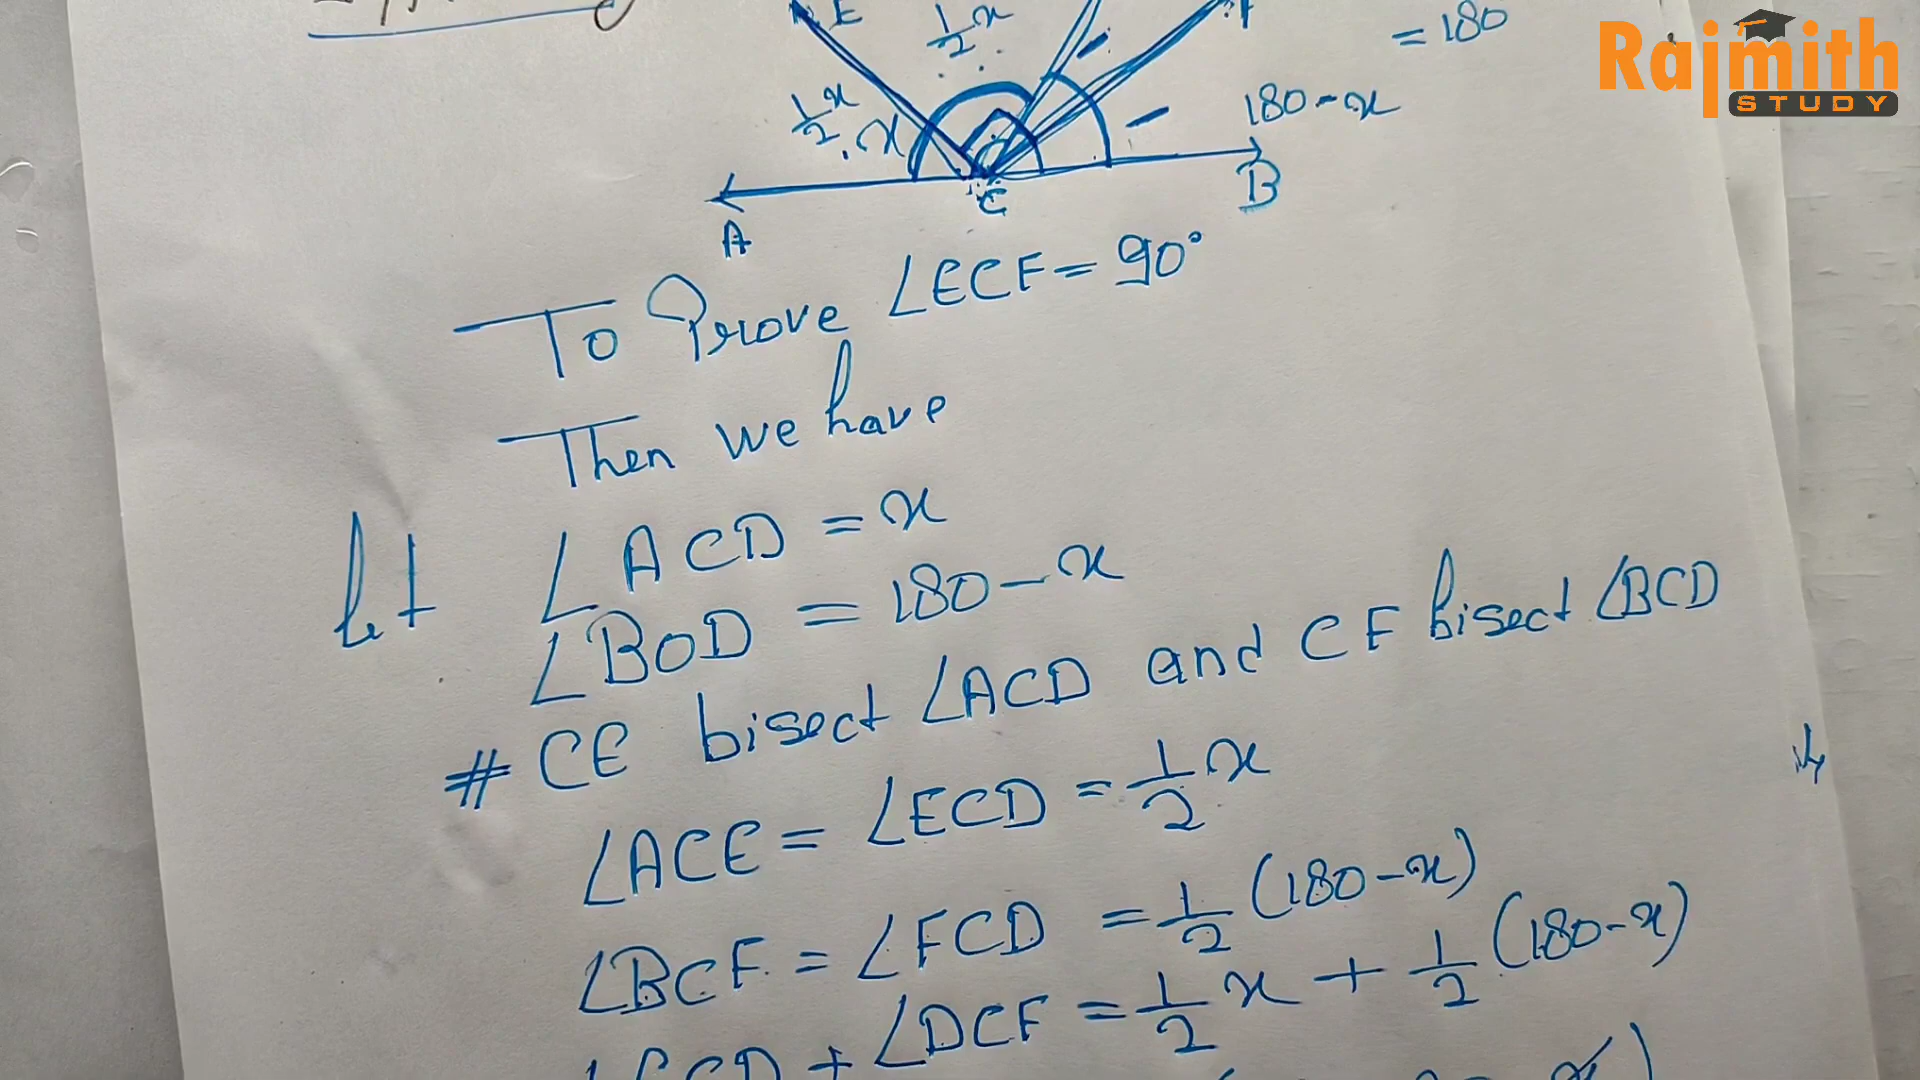 E
1/2 x
F
= 180
Rajmith
STUDY
1/2 x
x
180-x
A
C
B
To Prove ∠ECF = 90°
Then we have
let ∠ACD = x
∠BOD = 180 - x
# CE bisect ∠ACD and CF bisect ∠BCD
∠ACE = ∠ECD = 1/2 x
∠BCF = ∠FCD = 1/2 (180-x)
∠ECD + ∠DCF = 1/2 x + 1/2 (180-x)